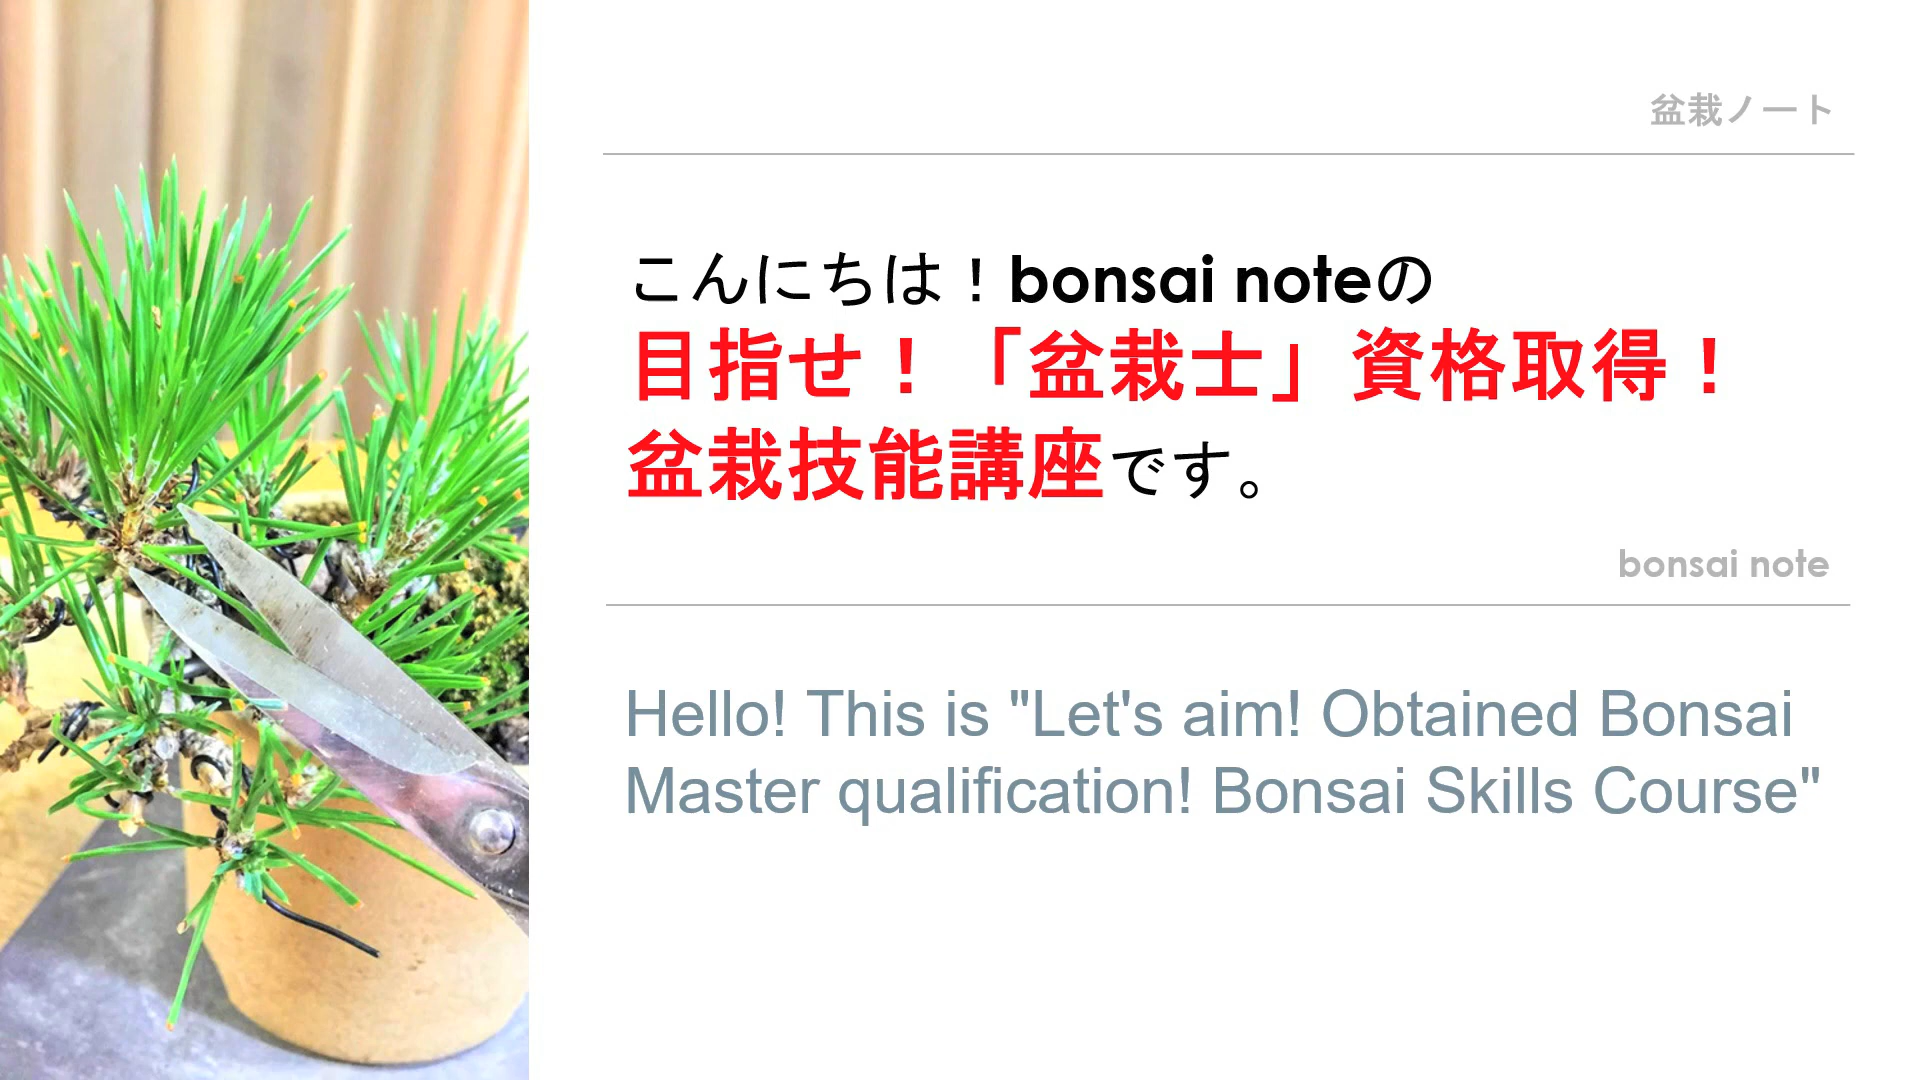 盆栽ノート
こんにちは！bonsai noteの
目指せ！「盆栽士」資格取得！
盆栽技能講座です。
bonsai note
Hello! This is "Let's aim! Obtained Bonsai
Master qualification! Bonsai Skills Course"